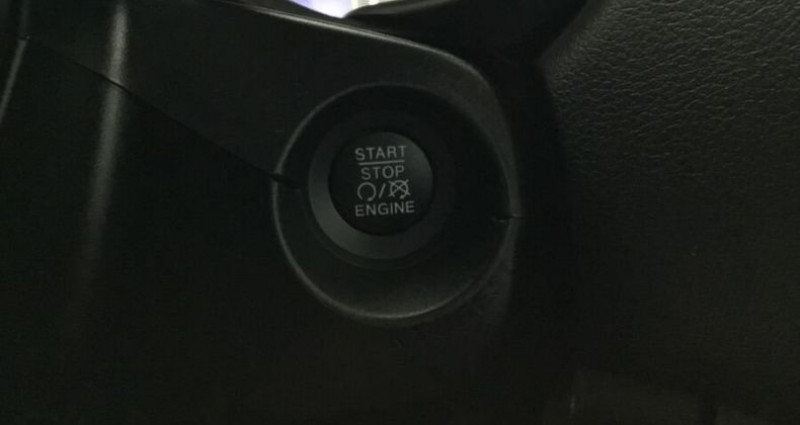 START
STOP
/
ENGINE